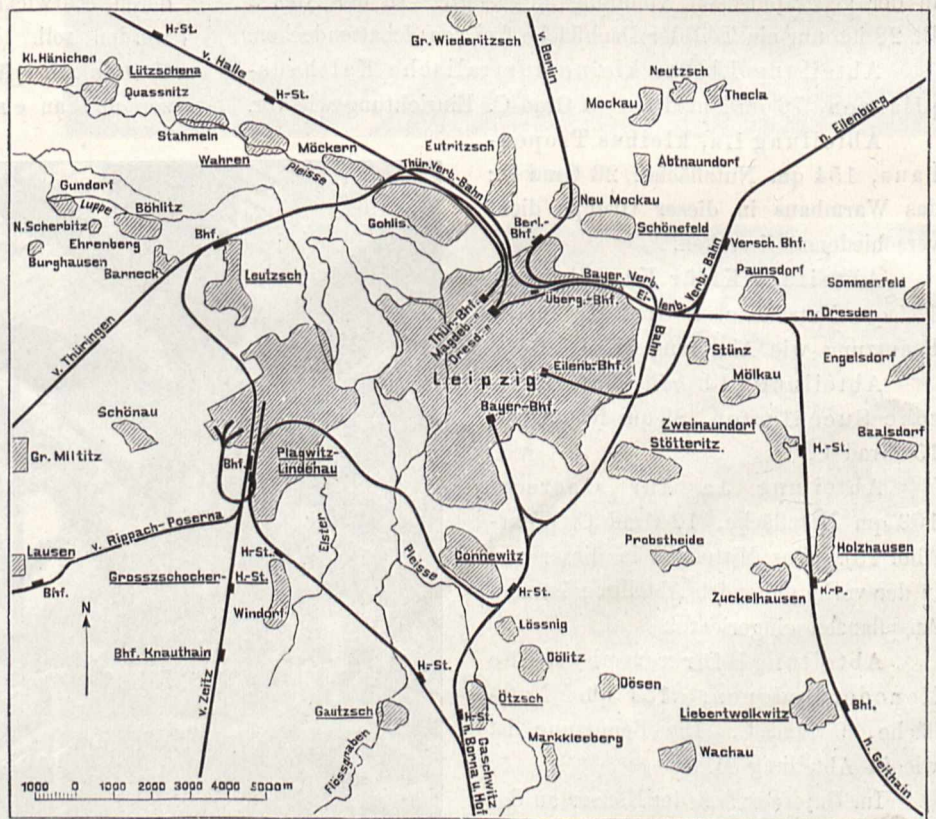 H.-St.
v. Halle
H.-St.
Gr. Wiederitzsch
v. Berlin
Kl. Hänichen
Lützschena
Quassnitz
Stahmeln
Wahren
Möckern
Pleisse
Thür. Verb.-Bahn
Eutritzsch
Mockau
Neutzsch
Thecla
n. Eilenburg
Abtnaundorf
Gundorf
Luppe
Böhlitz
N. Scherbitz
Ehrenberg
Burghausen
Barneck
Bhf.
Leutzsch
Gohlis
Berl.-
Bhf.
Neu Mockau
Schönefeld
Versch. Bhf.
Bayer. Verb.
Ei-
lenb. Verb.-Bahn
Bahn
Überg.-Bhf.
Paunsdorf
Sommerfeld
n. Dresden
Thür-Bhf.
Magdeb.-"
Dresd.-"
v. Thüringen
Leipzig
Eilenb.-Bhf.
Bayer-Bhf.
Stünz
Mölkau
Engelsdorf
Schönau
Gr. Miltitz
Plagwitz-
Lindenau
Bhf.
Zweinaundorf
Stötteritz
H.-St.
Baalsdorf
v. Rippach-Poserna
Lausen
Bhf.
Elster
Pleisse
Connewitz
H.-St.
H.-St.
Grosszschocher-
H.-St.
Windorf
Probstheida
Zuckelhausen
Holzhausen
H.-P.
N
Bhf. Knauthain
v. Zeitz
Lössnig
Dölitz
Dösen
H.-St.
Gautzsch
Flossgraben
Ötzsch
H.-St.
n. Gaschwitz
Borna u. Hof
Markkleeberg
Wachau
Liebertwolkwitz
Bhf.
n. Geithain
1000 0 1000 2000 3000 4000 5000 m